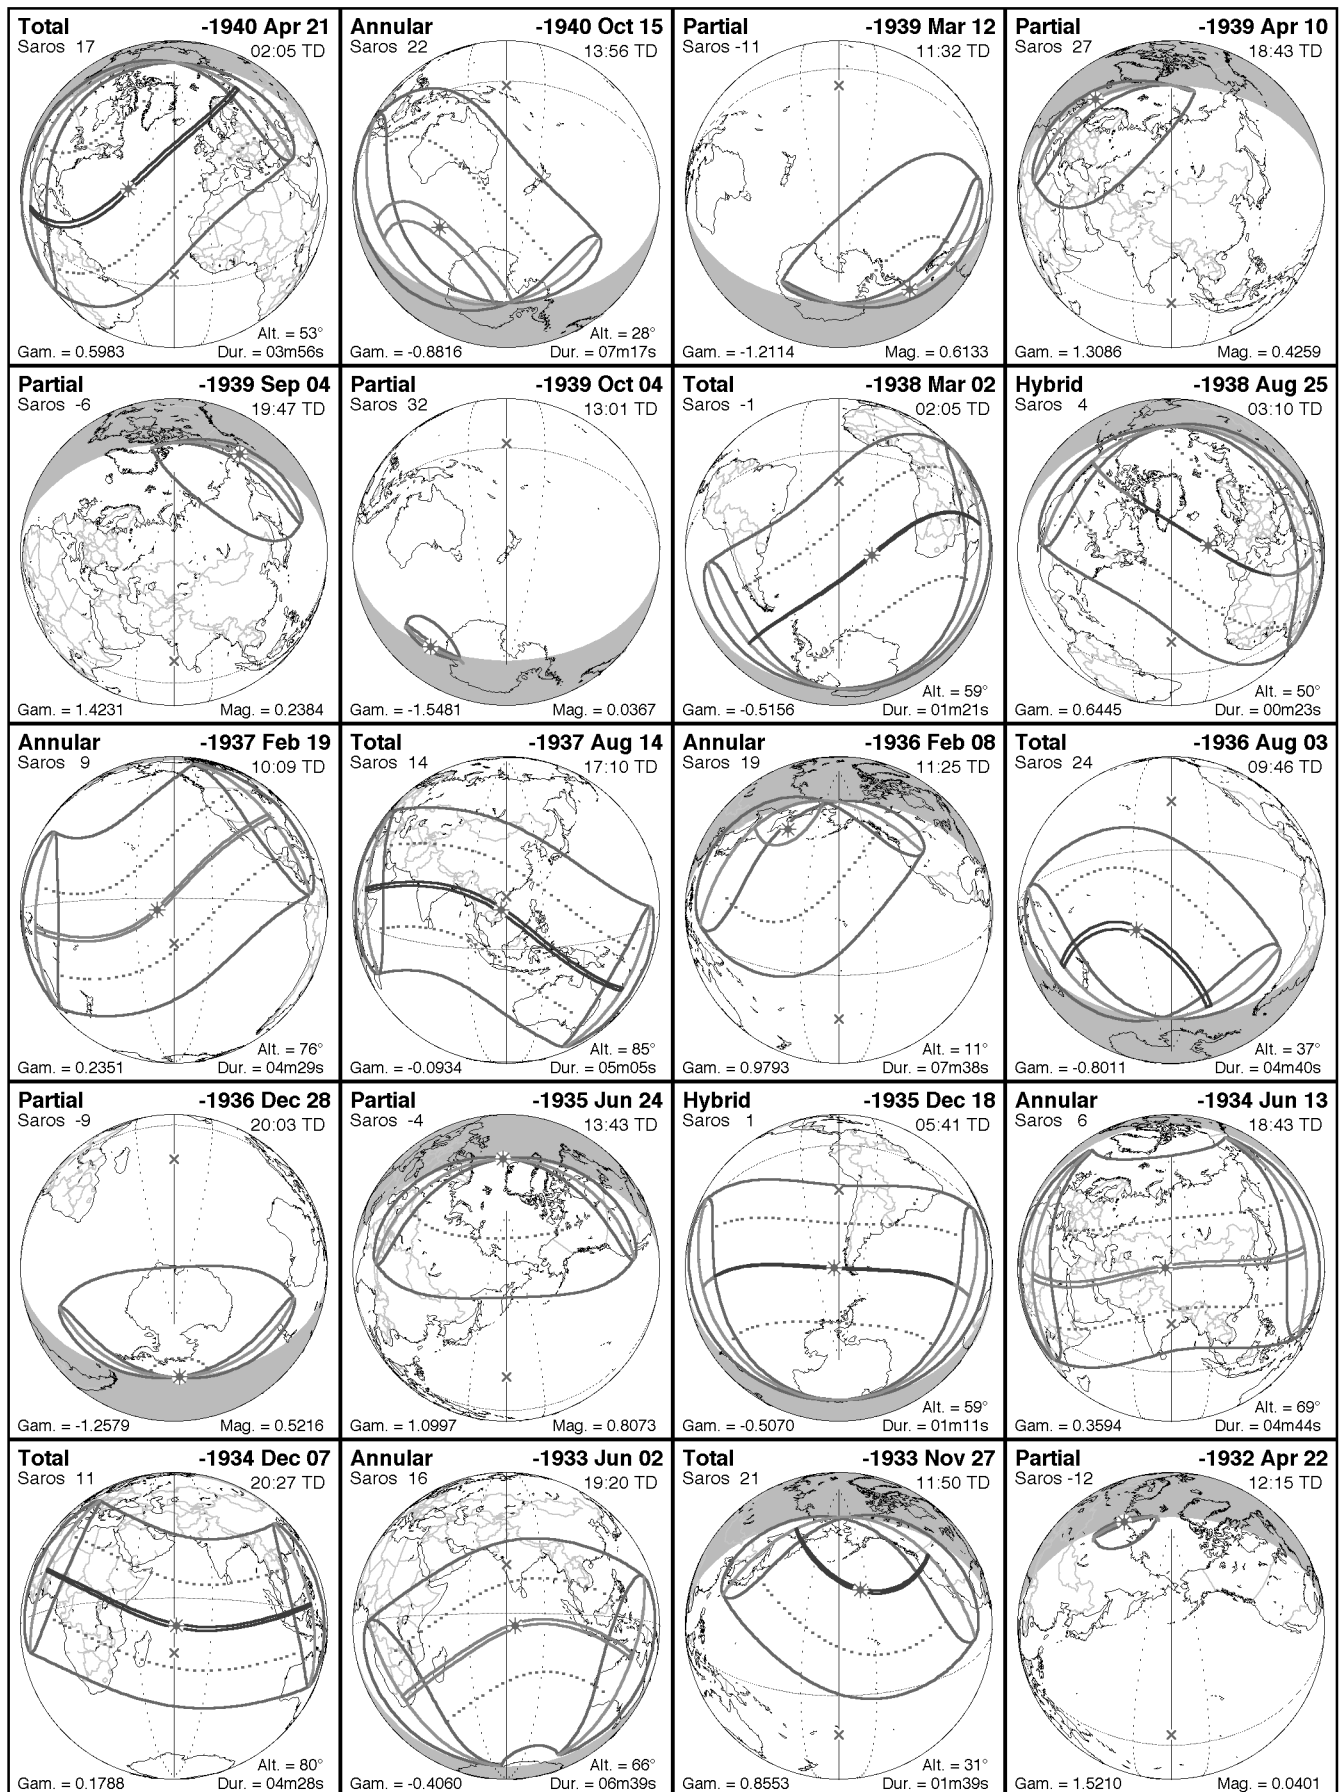 Total -1940 Apr 21
Saros 17 02:05 TD
Alt. = 53°
Gam. = 0.5983 Dur. = 03m56s
Annular -1940 Oct 15
Saros 22 13:56 TD
Alt. = 28°
Gam. = -0.8816 Dur. = 07m17s
Partial -1939 Mar 12
Saros -11 11:32 TD
Gam. = -1.2114 Mag. = 0.6133
Partial -1939 Apr 10
Saros 27 18:43 TD
Gam. = 1.3086 Mag. = 0.4259
Partial -1939 Sep 04
Saros -6 19:47 TD
Gam. = 1.4231 Mag. = 0.2384
Partial -1939 Oct 04
Saros 32 13:01 TD
Gam. = -1.5481 Mag. = 0.0367
Total -1938 Mar 02
Saros -1 02:05 TD
Alt. = 59°
Gam. = -0.5156 Dur. = 01m21s
Hybrid -1938 Aug 25
Saros 4 03:10 TD
Alt. = 50°
Gam. = 0.6445 Dur. = 00m23s
Annular -1937 Feb 19
Saros 9 10:09 TD
Alt. = 76°
Gam. = 0.2351 Dur. = 04m29s
Total -1937 Aug 14
Saros 14 17:10 TD
Alt. = 85°
Gam. = -0.0934 Dur. = 05m05s
Annular -1936 Feb 08
Saros 19 11:25 TD
Alt. = 11°
Gam. = 0.9793 Dur. = 07m38s
Total -1936 Aug 03
Saros 24 09:46 TD
Alt. = 37°
Gam. = -0.8011 Dur. = 04m40s
Partial -1936 Dec 28
Saros -9 20:03 TD
Gam. = -1.2579 Mag. = 0.5216
Partial -1935 Jun 24
Saros -4 13:43 TD
Gam. = 1.0997 Mag. = 0.8073
Hybrid -1935 Dec 18
Saros 1 05:41 TD
Alt. = 59°
Gam. = -0.5070 Dur. = 01m11s
Annular -1934 Jun 13
Saros 6 18:43 TD
Alt. = 69°
Gam. = 0.3594 Dur. = 04m44s
Total -1934 Dec 07
Saros 11 20:27 TD
Alt. = 80°
Gam. = 0.1788 Dur. = 04m28s
Annular -1933 Jun 02
Saros 16 19:20 TD
Alt. = 66°
Gam. = -0.4060 Dur. = 06m39s
Total -1933 Nov 27
Saros 21 11:50 TD
Alt. = 31°
Gam. = 0.8553 Dur. = 01m39s
Partial -1932 Apr 22
Saros -12 12:15 TD
Gam. = 1.5210 Mag. = 0.0401